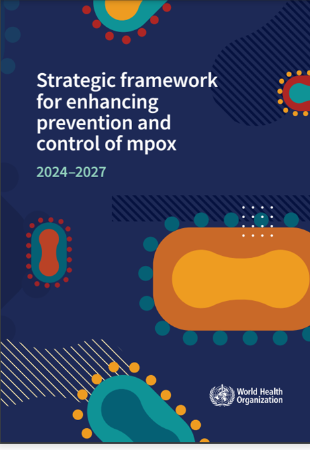 Strategic framework
for enhancing
prevention and
control of mpox
2024–2027
World Health
Organization